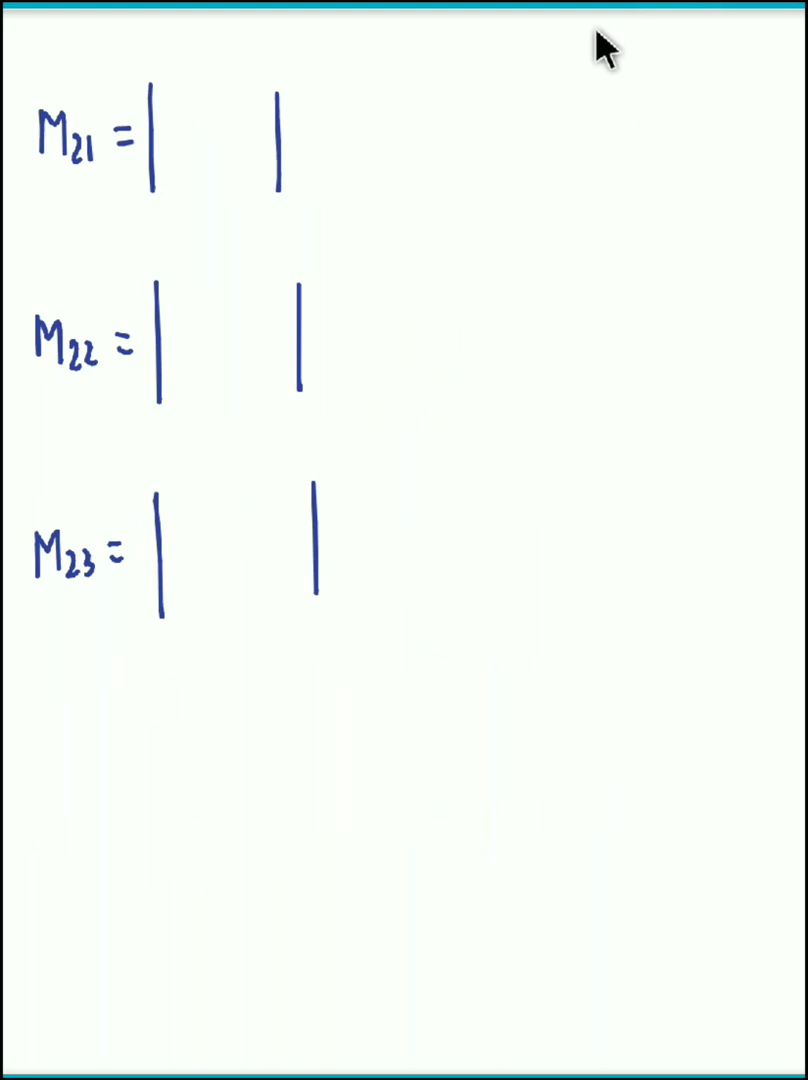 M₂₁ = |   |
M₂₂ = |   |
M₂₃ = |   |